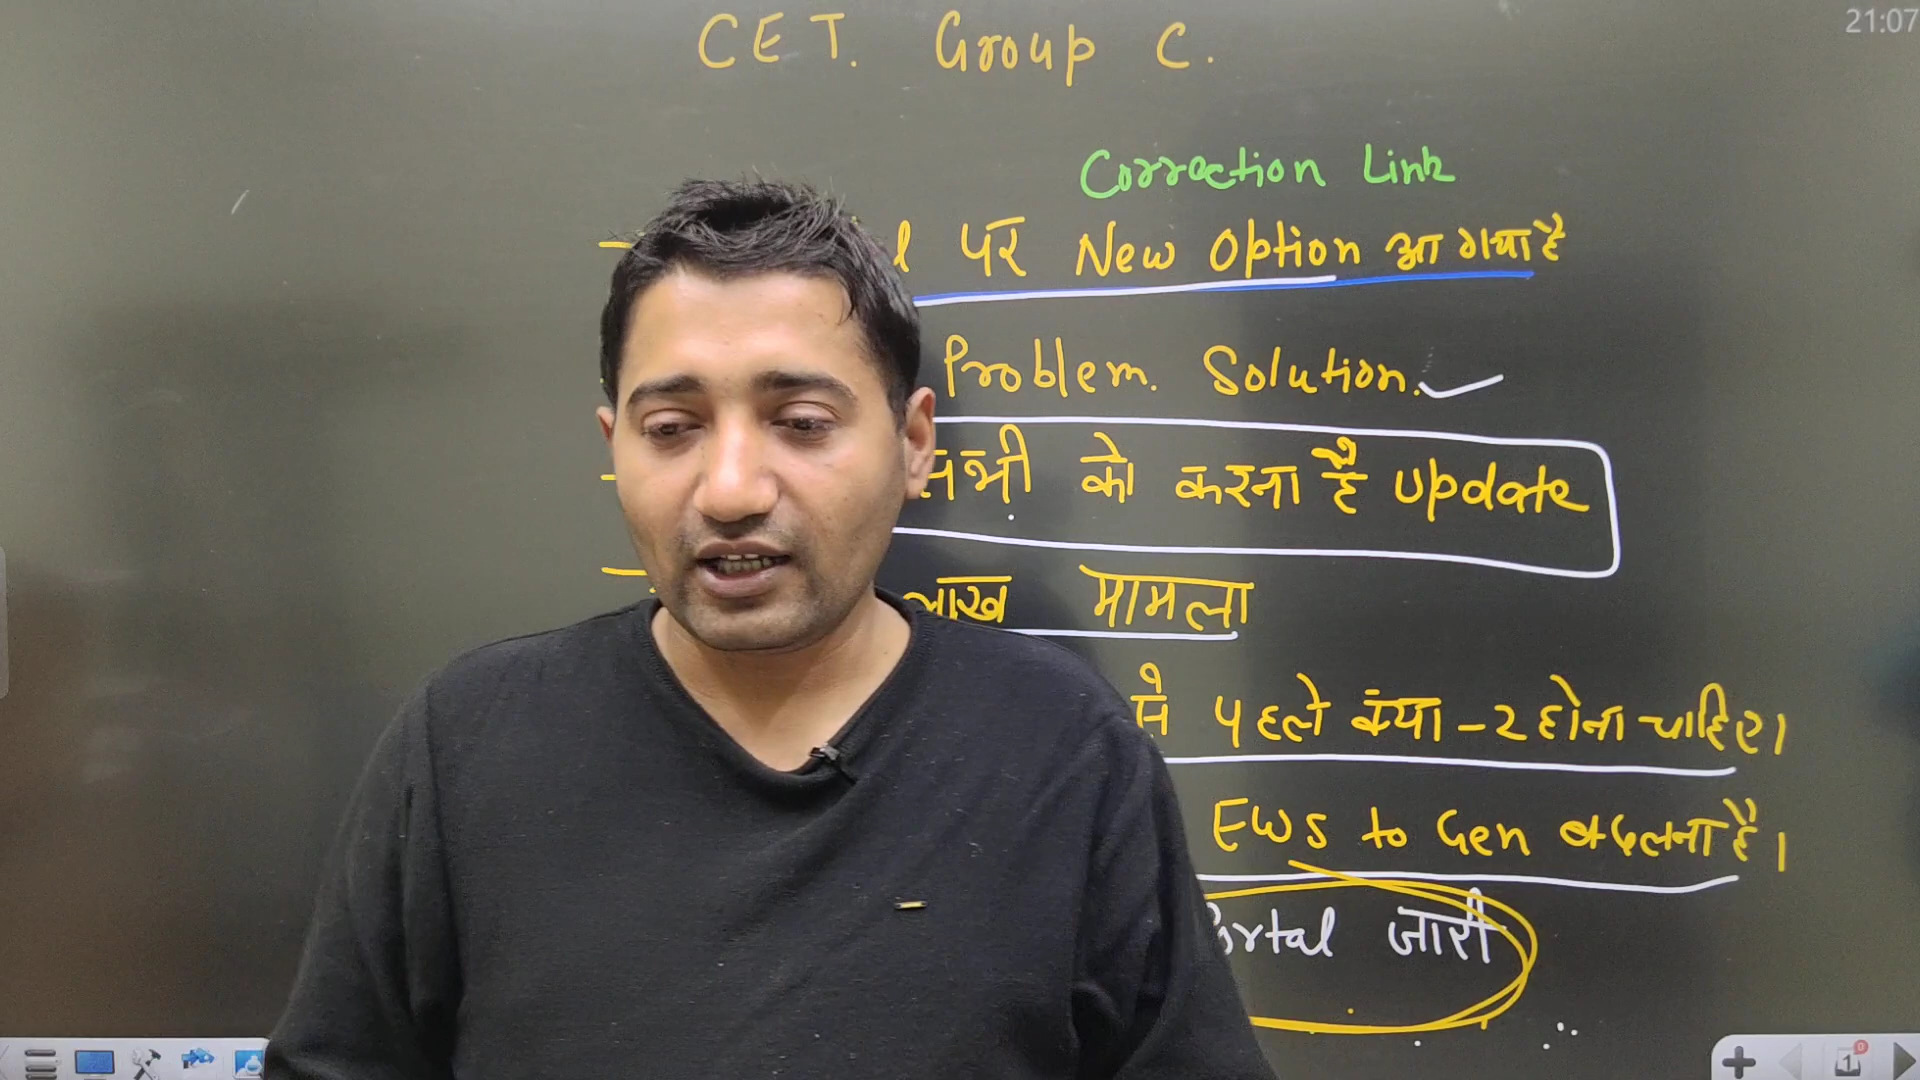 21:07
CET. Group C.
Correction Link
पर New Option आ गया है
Problem. Solution.
सभी को करना है update
लाख मामला
से पहले क्या-2 होना चाहिए।
EWS to Gen बदलना है।
Portal जारी
1